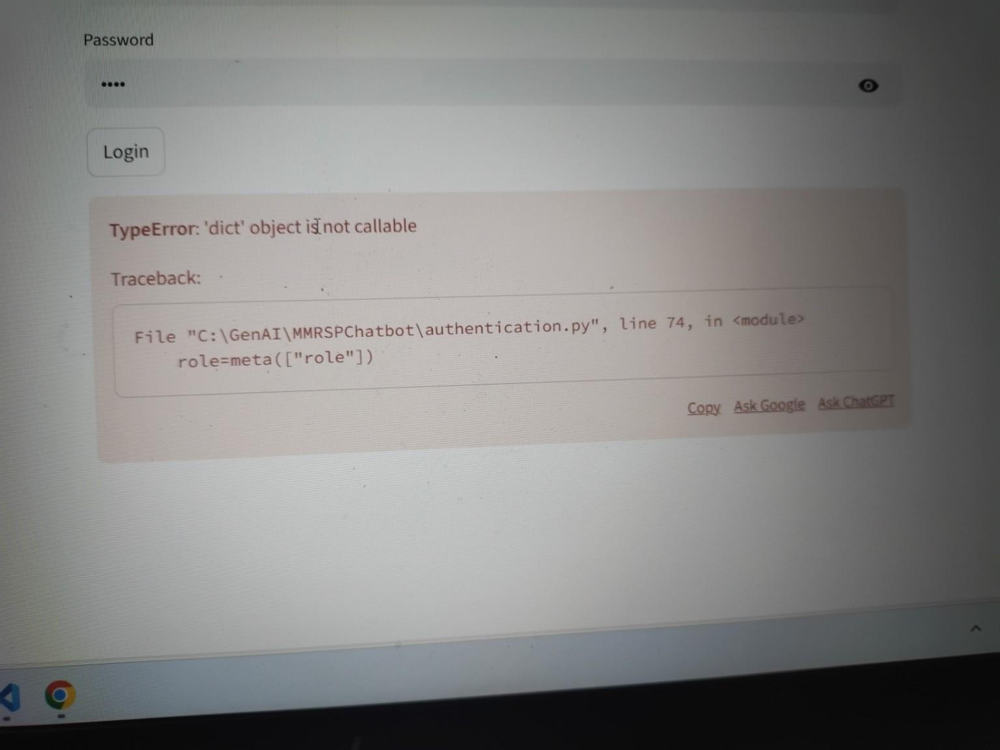 Password
••••
Login
TypeError: 'dict' object is not callable
Traceback:
File "C:\GenAI\MMRSPChatbot\authentication.py", line 74, in <module>
role=meta(["role"])
Copy Ask Google Ask ChatGPT